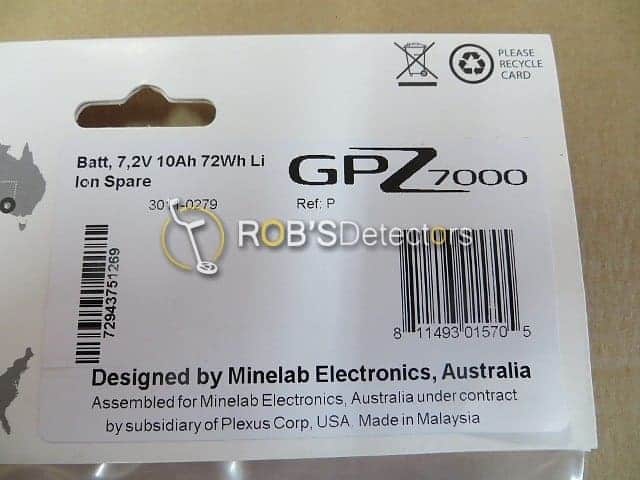 PLEASE
RECYCLE
CARD
Batt, 7,2V 10Ah 72Wh Li
Ion Spare
GPZ 7000
Ref: P
ROB'SDetectors
72943751269
8 11493 01570 5
Designed by Minelab Electronics, Australia
Assembled for Minelab Electronics, Australia under contract
by subsidiary of Plexus Corp, USA. Made in Malaysia